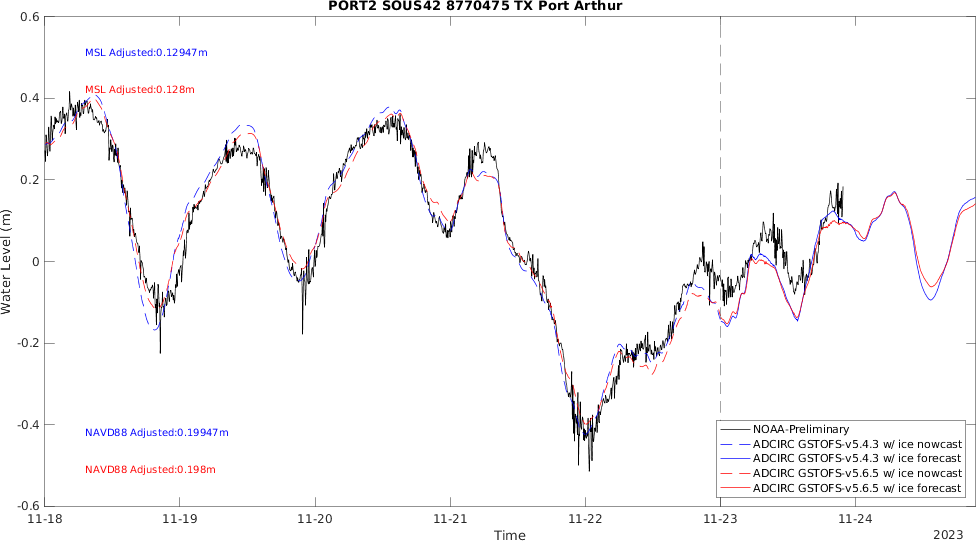 PORT2 SOUS42 8770475 TX Port Arthur
0.6
MSL Adjusted:0.12947m
MSL Adjusted:0.128m
0.4
0.2
0
-0.2
-0.4
-0.6
Water Level (m)
NAVD88 Adjusted:0.19947m
NAVD88 Adjusted:0.198m
NOAA-Preliminary
ADCIRC GSTOFS-v5.4.3 w/ ice nowcast
ADCIRC GSTOFS-v5.4.3 w/ ice forecast
ADCIRC GSTOFS-v5.6.5 w/ ice nowcast
ADCIRC GSTOFS-v5.6.5 w/ ice forecast
11-18 11-19 11-20 11-21 11-22 11-23 11-24
Time
2023